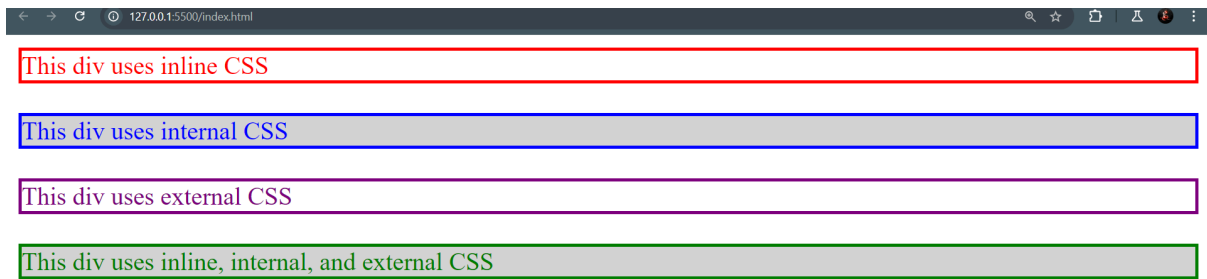 127.0.0.1:5500/index.html
This div uses inline CSS
This div uses internal CSS
This div uses external CSS
This div uses inline, internal, and external CSS